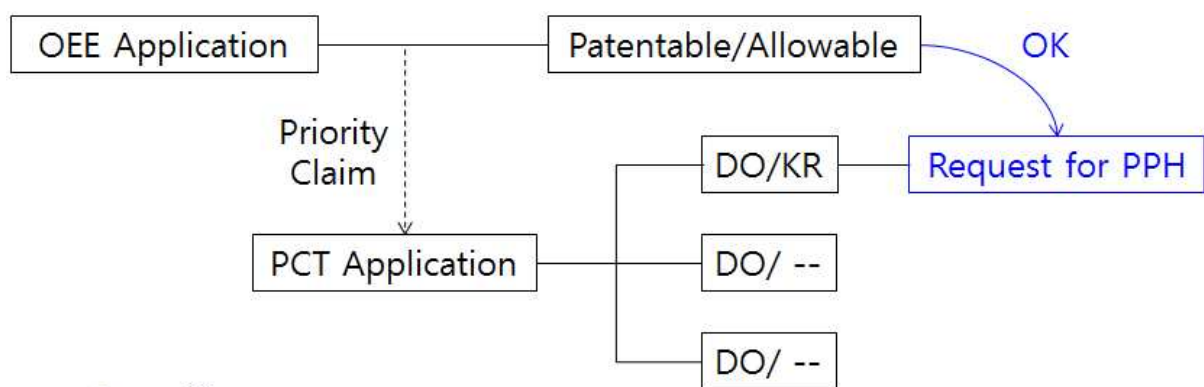 OEE Application
Patentable/Allowable
OK
Priority
Claim
DO/KR
Request for PPH
PCT Application
DO/ --
DO/ --